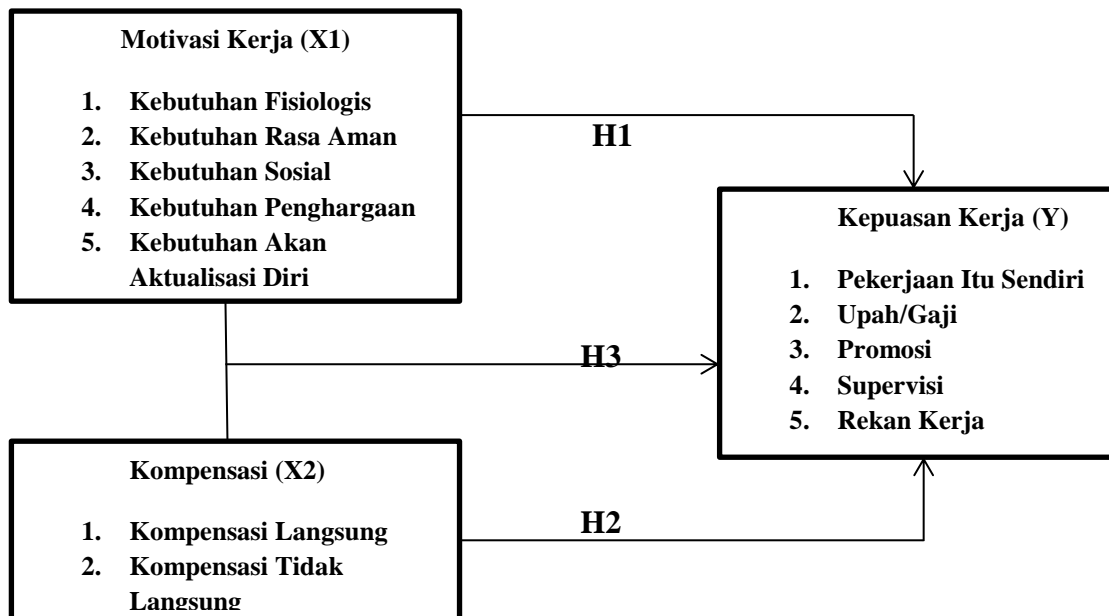 Motivasi Kerja (X1)
1. Kebutuhan Fisiologis
2. Kebutuhan Rasa Aman
3. Kebutuhan Sosial
4. Kebutuhan Penghargaan
5. Kebutuhan Akan
Aktualisasi Diri
H1
Kepuasan Kerja (Y)
1. Pekerjaan Itu Sendiri
2. Upah/Gaji
3. Promosi
4. Supervisi
5. Rekan Kerja
H3
Kompensasi (X2)
1. Kompensasi Langsung
2. Kompensasi Tidak
Langsung
H2